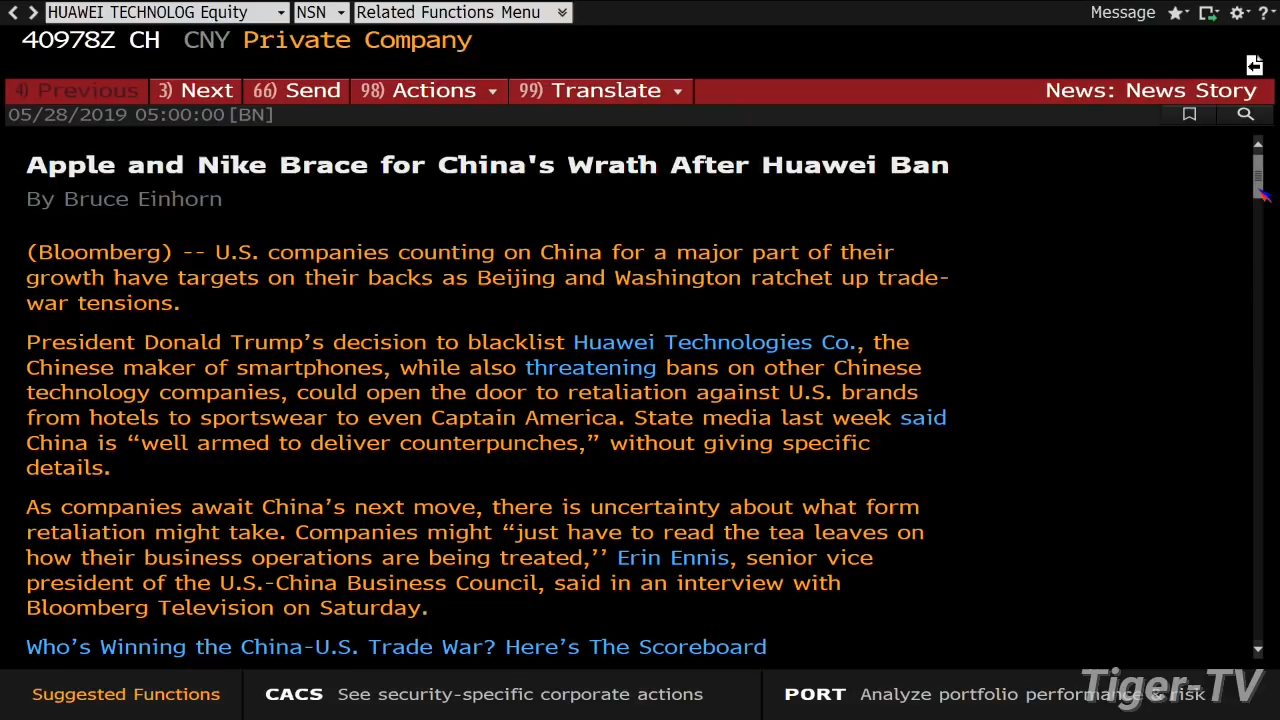 HUAWEI TECHNOLOG Equity NSN Related Functions Menu Message ?
40978Z CH CNY Private Company
4) Previous 3) Next 66) Send 98) Actions 99) Translate News: News Story
05/28/2019 05:00:00 [BN]
Apple and Nike Brace for China's Wrath After Huawei Ban
By Bruce Einhorn
(Bloomberg) -- U.S. companies counting on China for a major part of their
growth have targets on their backs as Beijing and Washington ratchet up trade-
war tensions.
President Donald Trump’s decision to blacklist Huawei Technologies Co., the
Chinese maker of smartphones, while also threatening bans on other Chinese
technology companies, could open the door to retaliation against U.S. brands
from hotels to sportswear to even Captain America. State media last week said
China is “well armed to deliver counterpunches,” without giving specific
details.
As companies await China’s next move, there is uncertainty about what form
retaliation might take. Companies might “just have to read the tea leaves on
how their business operations are being treated,’’ Erin Ennis, senior vice
president of the U.S.-China Business Council, said in an interview with
Bloomberg Television on Saturday.
Who’s Winning the China-U.S. Trade War? Here’s The Scoreboard
Suggested Functions CACS See security-specific corporate actions PORT Analyze portfolio performance & risk
Tiger-TV